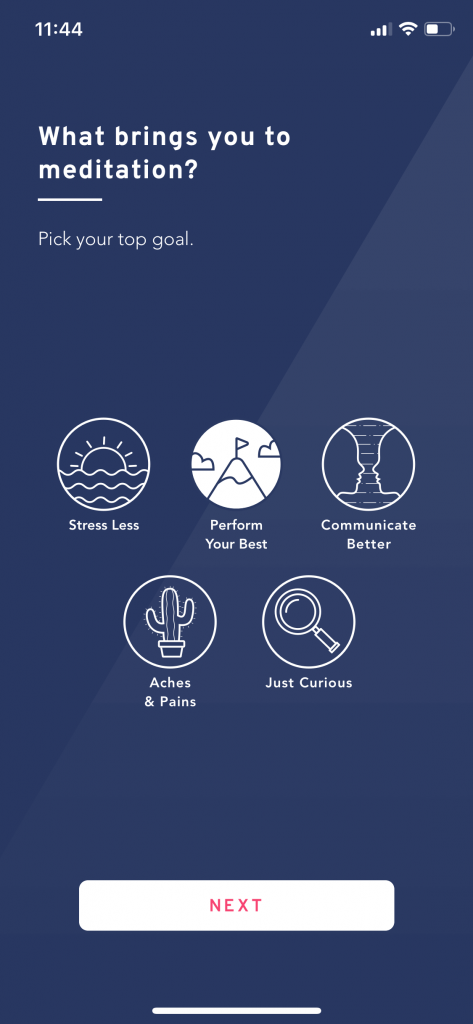 11:44
What brings you to
meditation?
Pick your top goal.
Stress Less
Perform
Your Best
Communicate
Better
Aches
& Pains
Just Curious
NEXT